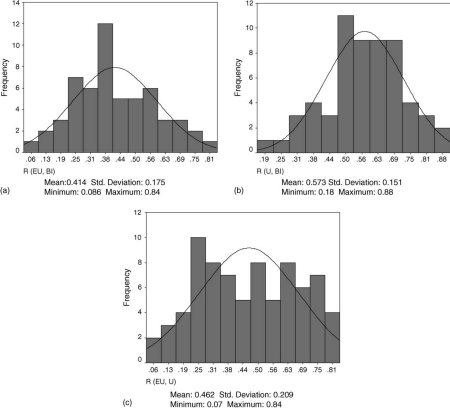 14
12
10
8
6
4
2
0
Frequency
.06 .13 .19 .25 .31 .38 .44 .50 .56 .63 .69 .75 .81
R (EU, BI)
Mean:0.414 Std. Deviation: 0.175
(a) Minimum: 0.086 Maximum: 0.84
12
10
8
6
4
2
0
Frequency
.19 .25 .31 .38 .44 .50 .56 .63 .69 .75 .81 .88
R (U, BI)
Mean: 0.573 Std. Deviation: 0.151
(b) Minimum: 0.18 Maximum: 0.88
12
10
8
6
4
2
0
Frequency
.06 .13 .19 .25 .31 .38 .44 .50 .56 .63 .69 .75 .81
R (EU, U)
Mean: 0.462 Std. Deviation: 0.209
(c) Minimum: 0.07 Maximum: 0.84